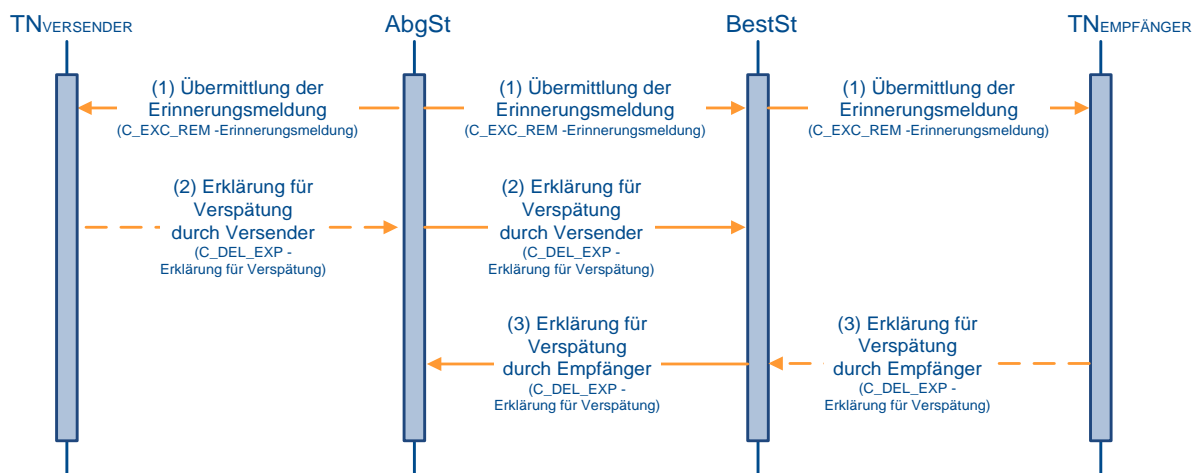 TNVERSENDER
AbgSt
BestSt
TNEMPFÄNGER
(1) Übermittlung der
Erinnerungsmeldung
(C_EXC_REM -Erinnerungsmeldung)
(1) Übermittlung der
Erinnerungsmeldung
(C_EXC_REM -Erinnerungsmeldung)
(1) Übermittlung der
Erinnerungsmeldung
(C_EXC_REM -Erinnerungsmeldung)
(2) Erklärung für
Verspätung
durch Versender
(C_DEL_EXP -
Erklärung für Verspätung)
(2) Erklärung für
Verspätung
durch Versender
(C_DEL_EXP -
Erklärung für Verspätung)
(3) Erklärung für
Verspätung
durch Empfänger
(C_DEL_EXP -
Erklärung für Verspätung)
(3) Erklärung für
Verspätung
durch Empfänger
(C_DEL_EXP -
Erklärung für Verspätung)